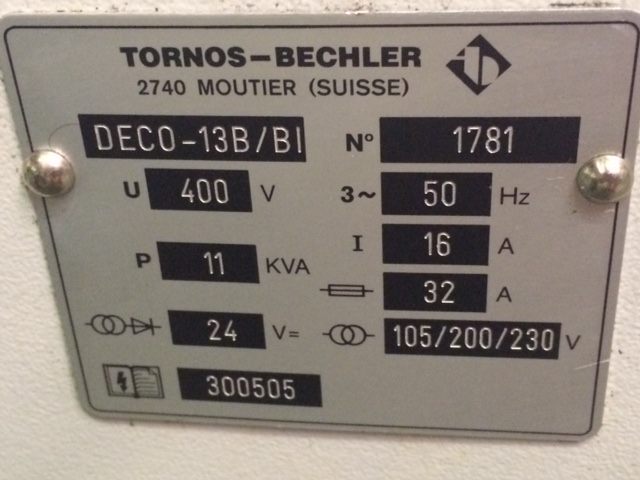 TORNOS-BECHLER
2740 MOUTIER (SUISSE)
DECO-13B/BI N° 1781
U 400 V 3~ 50 Hz
I 16 A
P 11 KVA
32 A
24 V= 105/200/230 V
300505